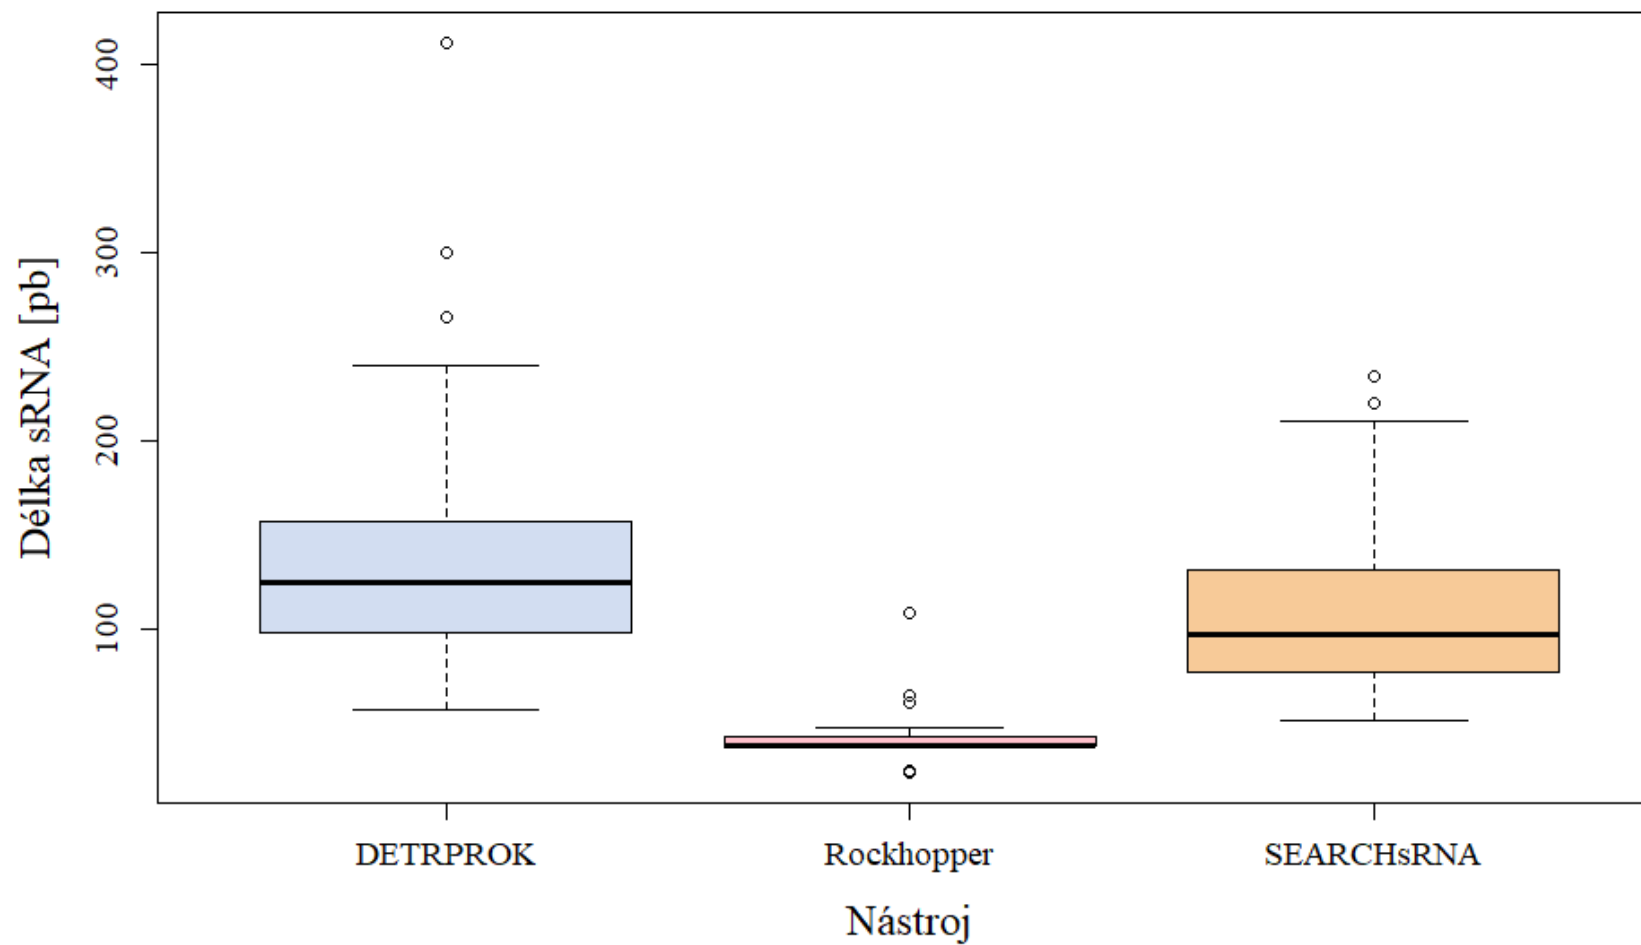 Délka sRNA [pb]
400
300
200
100
DETRPROK Rockhopper SEARCHsRNA
Nástroj